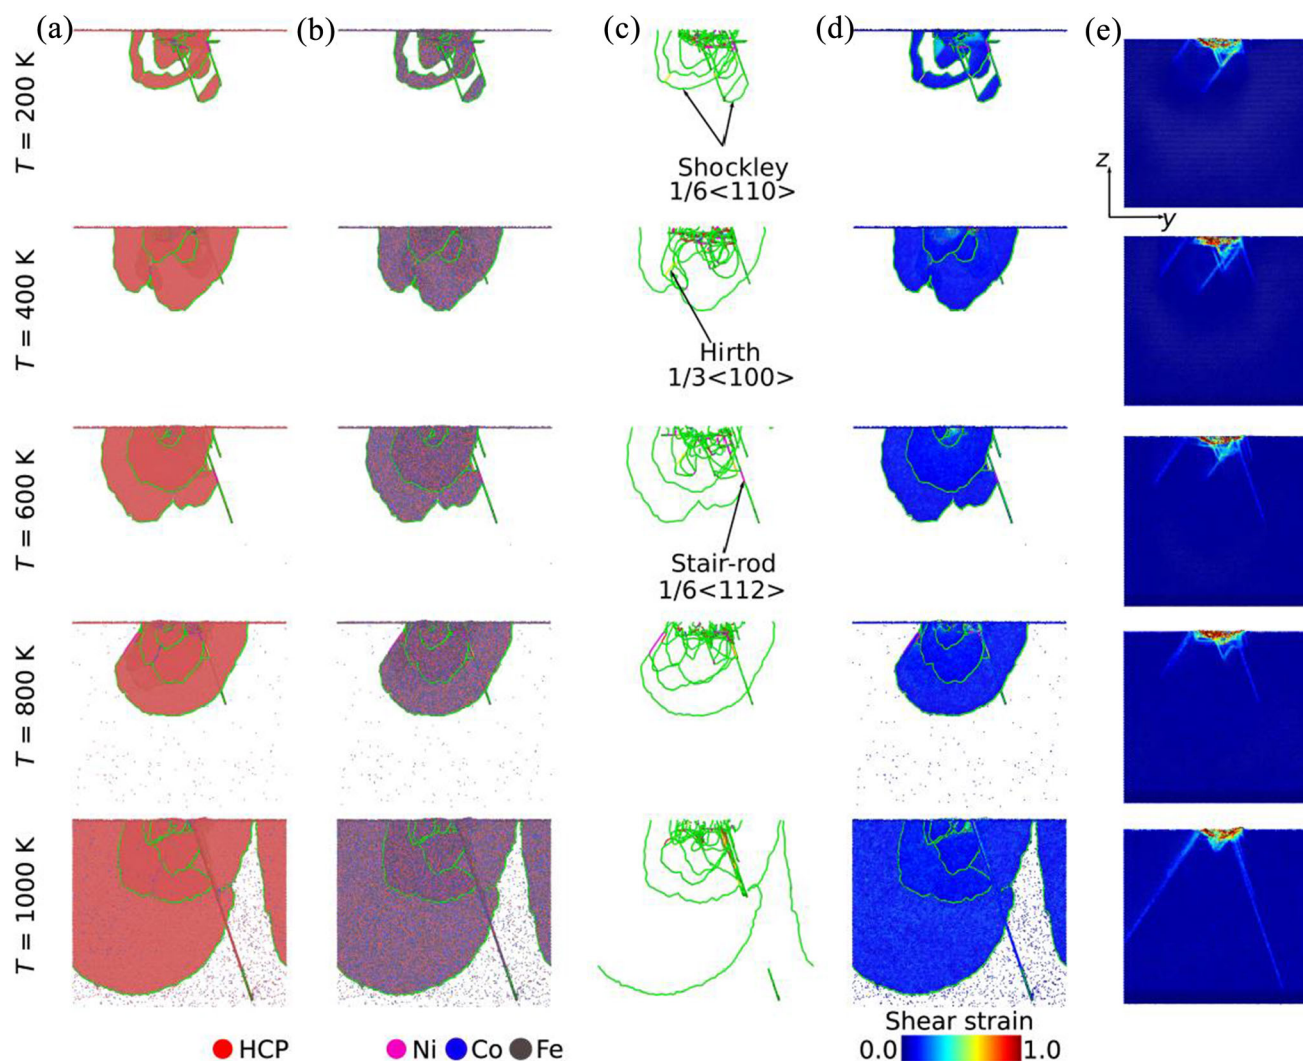 (a) (b) (c) (d) (e)
T = 200 K
Shockley
1/6<110>
z
y
T = 400 K
Hirth
1/3<100>
T = 600 K
Stair-rod
1/6<112>
T = 800 K
T = 1000 K
HCP Ni Co Fe
Shear strain
0.0 1.0